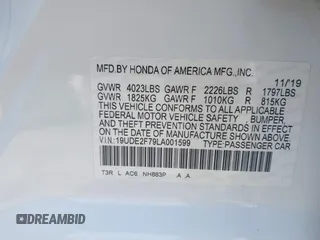 MFD.BY HONDA OF AMERICA MFG.,INC. 11/19
GVWR 4023LBS GAWR F 2226LBS R 1797LBS
GVWR 1825KG GAWR F 1010KG R 815KG
THIS VEHICLE CONFORMS TO ALL APPLICABLE
FEDERAL MOTOR VEHICLE SAFETY, BUMPER,
AND THEFT PREVENTION STANDARDS IN EFFECT
ON THE DATE OF MANUFACTURE SHOWN ABOVE.
V.I.N: 19UDE2F79LA001599 TYPE:PASSENGER CAR
T3R L AC6 NH883P A A
AUTOBIDMASTER